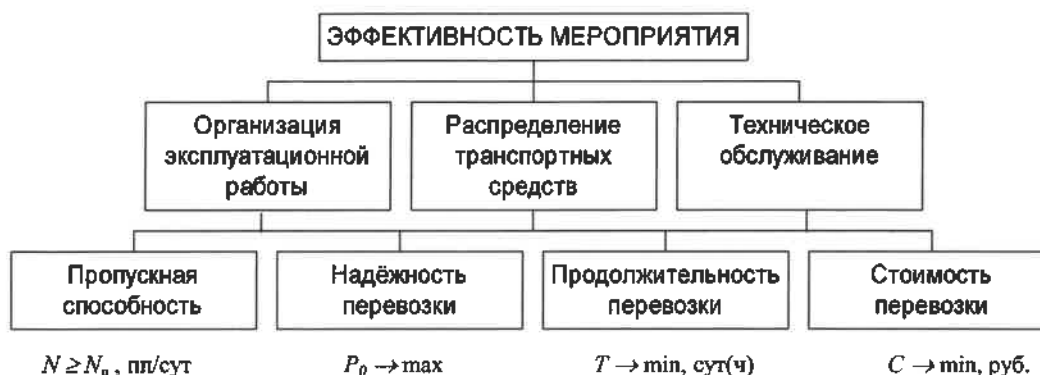 ЭФФЕКТИВНОСТЬ МЕРОПРИЯТИЯ
Организация
эксплуатационной
работы
Распределение
транспортных
средств
Техническое
обслуживание
Пропускная
способность
Надёжность
перевозки
Продолжительность
перевозки
Стоимость
перевозки
N ≥ Nп , пл/сут
P₀ → max
T → min, сут(ч)
C → min, руб.